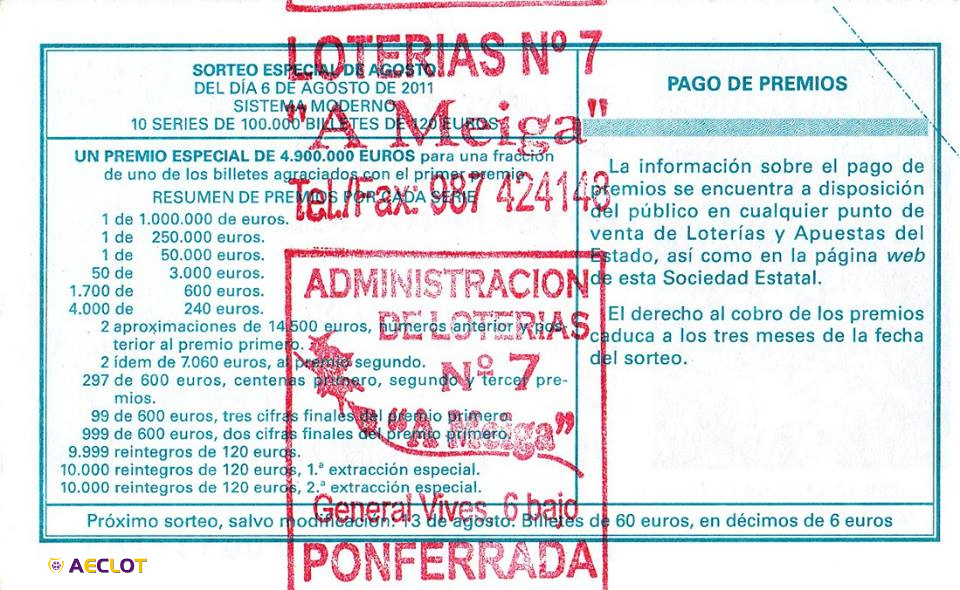 SORTEO ESPECIAL DE AGOSTO
DEL DÍA 6 DE AGOSTO DE 2011
SISTEMA MODERNO
10 SERIES DE 100.000 BILLETES DE 120 EUROS
UN PREMIO ESPECIAL DE 4.900.000 EUROS para una fracción
de uno de los billetes agraciados con el primer premio
RESUMEN DE PREMIOS POR CADA SERIE
1 de 1.000.000 de euros.
1 de 250.000 euros.
1 de 50.000 euros.
50 de 3.000 euros.
1.700 de 600 euros.
4.000 de 240 euros.
2 aproximaciones de 14.500 euros, números anterior y pos-
terior al premio primero.
2 ídem de 7.060 euros, al premio segundo.
297 de 600 euros, centenas primero, segundo y tercer pre-
mios.
99 de 600 euros, tres cifras finales del premio primero.
999 de 600 euros, dos cifras finales del premio primero.
9.999 reintegros de 120 euros.
10.000 reintegros de 120 euros, 1.ª extracción especial.
10.000 reintegros de 120 euros, 2.ª extracción especial.
PAGO DE PREMIOS
La información sobre el pago de
premios se encuentra a disposición
del público en cualquier punto de
venta de Loterías y Apuestas del
Estado, así como en la página web
de esta Sociedad Estatal.
El derecho al cobro de los premios
caduca a los tres meses de la fecha
del sorteo.
Próximo sorteo, salvo modificación: 13 de agosto. Billetes de 60 euros, en décimos de 6 euros
LOTERIAS Nº 7
"A Meiga"
Tel./Fax: 987 424148
ADMINISTRACION
DE LOTERIAS
Nº 7
"A Meiga"
General Vives, 6 bajo
PONFERRADA
AECLOT